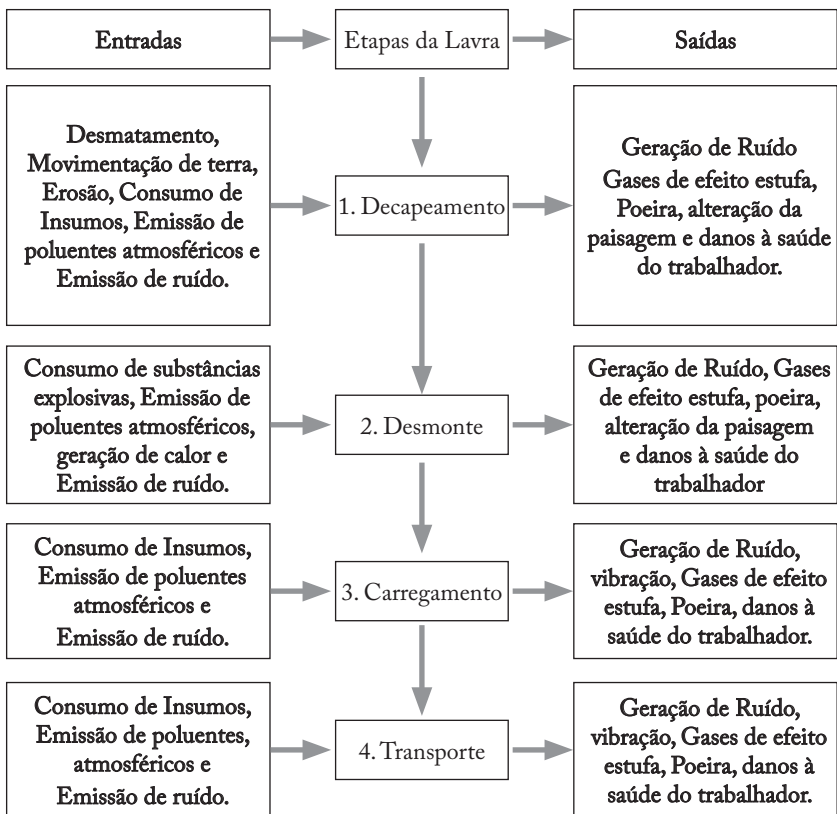 Entradas
Etapas da Lavra
Saídas
Desmatamento,
Movimentação de terra,
Erosão, Consumo de
Insumos, Emissão de
poluentes atmosféricos e
Emissão de ruído.
1. Decapeamento
Geração de Ruído
Gases de efeito estufa,
Poeira, alteração da
paisagem e danos à saúde
do trabalhador.
Consumo de substâncias
explosivas, Emissão de
poluentes atmosféricos,
geração de calor e
Emissão de ruído.
2. Desmonte
Geração de Ruído, Gases
de efeito estufa, poeira,
alteração da paisagem
e danos à saúde do
trabalhador
Consumo de Insumos,
Emissão de poluentes
atmosféricos e
Emissão de ruído.
3. Carregamento
Geração de Ruído,
vibração, Gases de efeito
estufa, Poeira, danos à
saúde do trabalhador.
Consumo de Insumos,
Emissão de poluentes,
atmosféricos e
Emissão de ruído.
4. Transporte
Geração de Ruído,
vibração, Gases de efeito
estufa, Poeira, danos à
saúde do trabalhador.